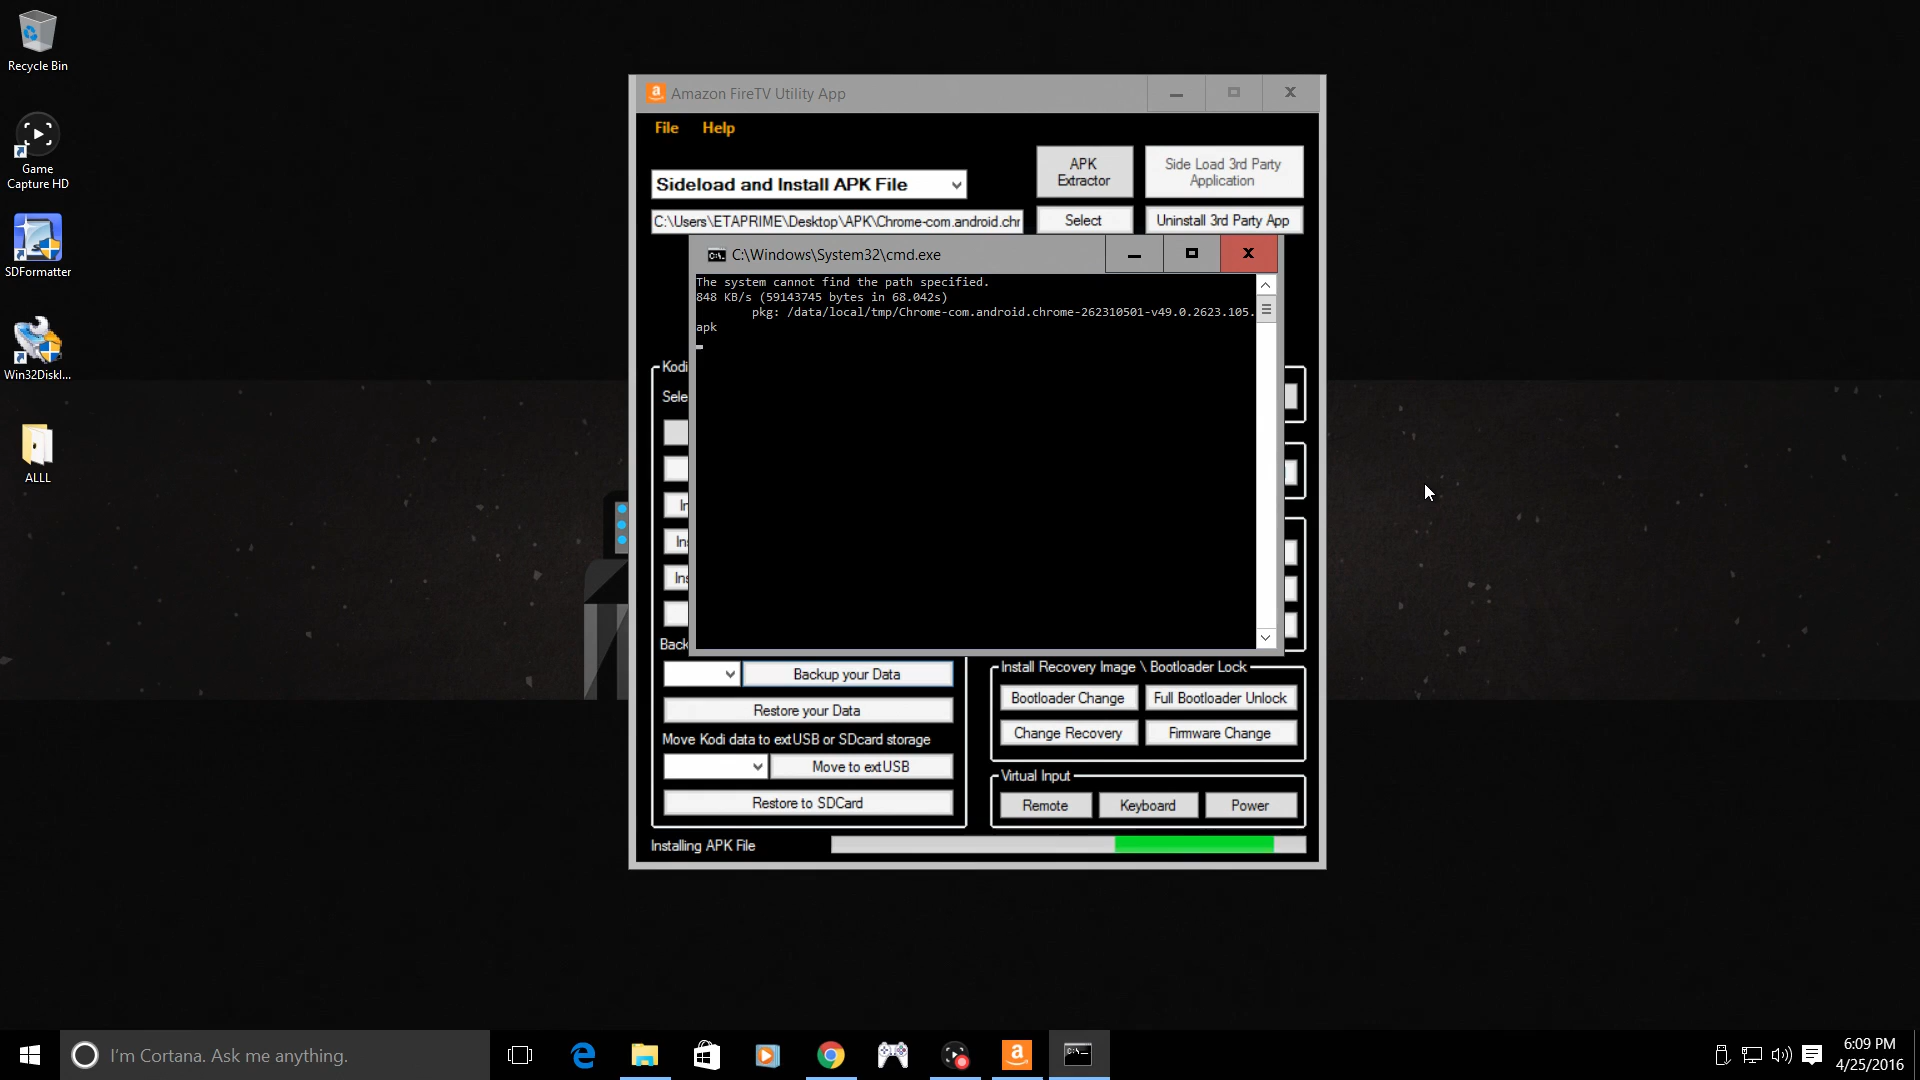 Recycle Bin
Game
Capture HD
SDFormatter
Win32DiskI...
ALLL
Amazon FireTV Utility App
File
Help
Sideload and Install APK File
APK
Extractor
Side Load 3rd Party
Application
C:\Users\ETAPRIME\Desktop\APK\Chrome-com.android.chr
Select
Uninstall 3rd Party App
C:\Windows\System32\cmd.exe
The system cannot find the path specified.
848 KB/s (59143745 bytes in 68.042s)
pkg: /data/local/tmp/Chrome-com.android.chrome-262310501-v49.0.2623.105.
apk
Kodi
Sele
In
Ins
Ins
Back
Backup your Data
Restore your Data
Move Kodi data to extUSB or SDcard storage
Move to extUSB
Restore to SDCard
Install Recovery Image \ Bootloader Lock
Bootloader Change
Full Bootloader Unlock
Change Recovery
Firmware Change
Virtual Input
Remote
Keyboard
Power
Installing APK File
I'm Cortana. Ask me anything.
6:09 PM
4/25/2016